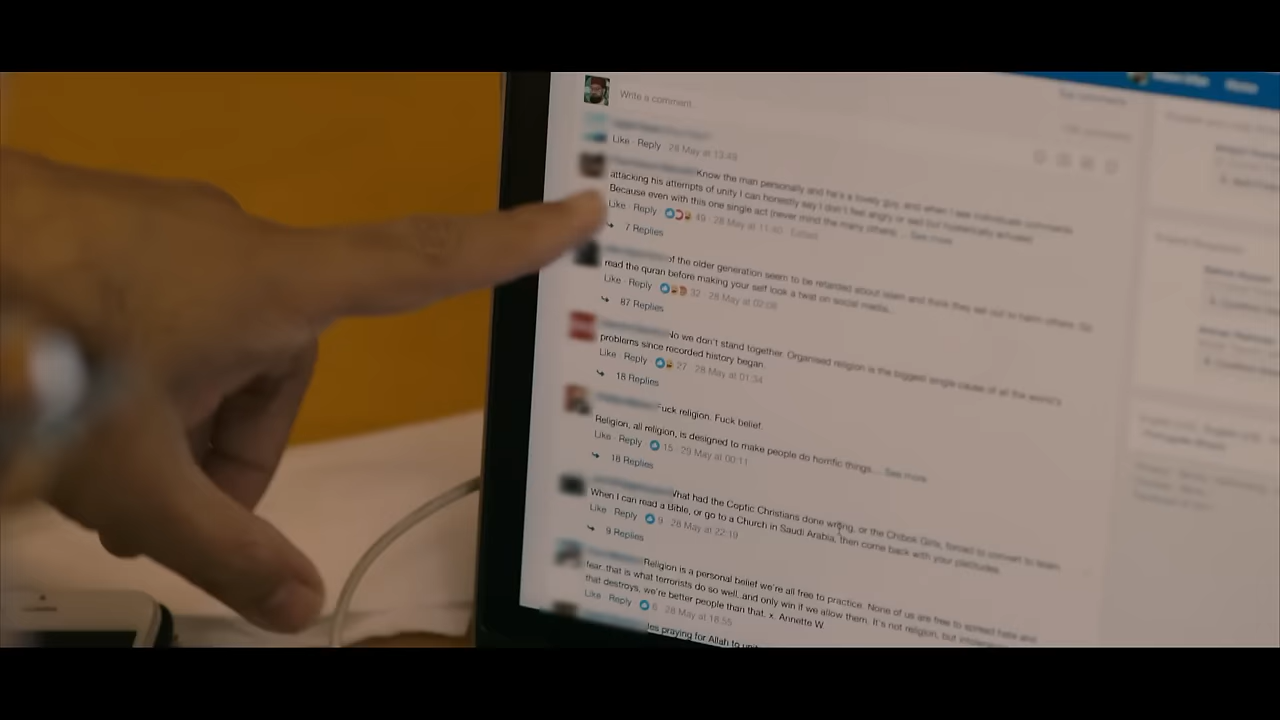 Write a comment
Like · Reply · 28 May at 13:49
Know the man personally and he's a lovely guy, and when I see individuals comments
attacking his attempts of unity I can honestly say I don't feel angry or sad but hysterically amused
Because even with this one single act (never mind the many others) ... See more
Like · Reply · 49 · 28 May at 11:40 · Edited
7 Replies
of the older generation seem to be retarded about islam and think they set out to harm others. Go
read the quran before making your self look a twat on social media...
Like · Reply · 32 · 28 May at 02:08
87 Replies
No we don't stand together. Organised religion is the biggest single cause of all the world's
problems since recorded history began.
Like · Reply · 27 · 28 May at 01:34
18 Replies
Fuck religion. Fuck belief.
Religion, all religion, is designed to make people do horrific things.... See more
Like · Reply · 15 · 29 May at 00:11
18 Replies
What had the Coptic Christians done wrong, or the Chibok Girls, forced to convert to Islam
When I can read a Bible, or go to a Church in Saudi Arabia, then come back with your platitudes.
Like · Reply · 9 · 28 May at 22:19
9 Replies
Religion is a personal belief we're all free to practice. None of us are free to spread hate and
fear..that is what terrorists do so well..and only win if we allow them. It's not religion, but intolerance
that destroys, we're better people than that. x. Annette W.
Like · Reply · 6 · 28 May at 18:55
praying for Allah to